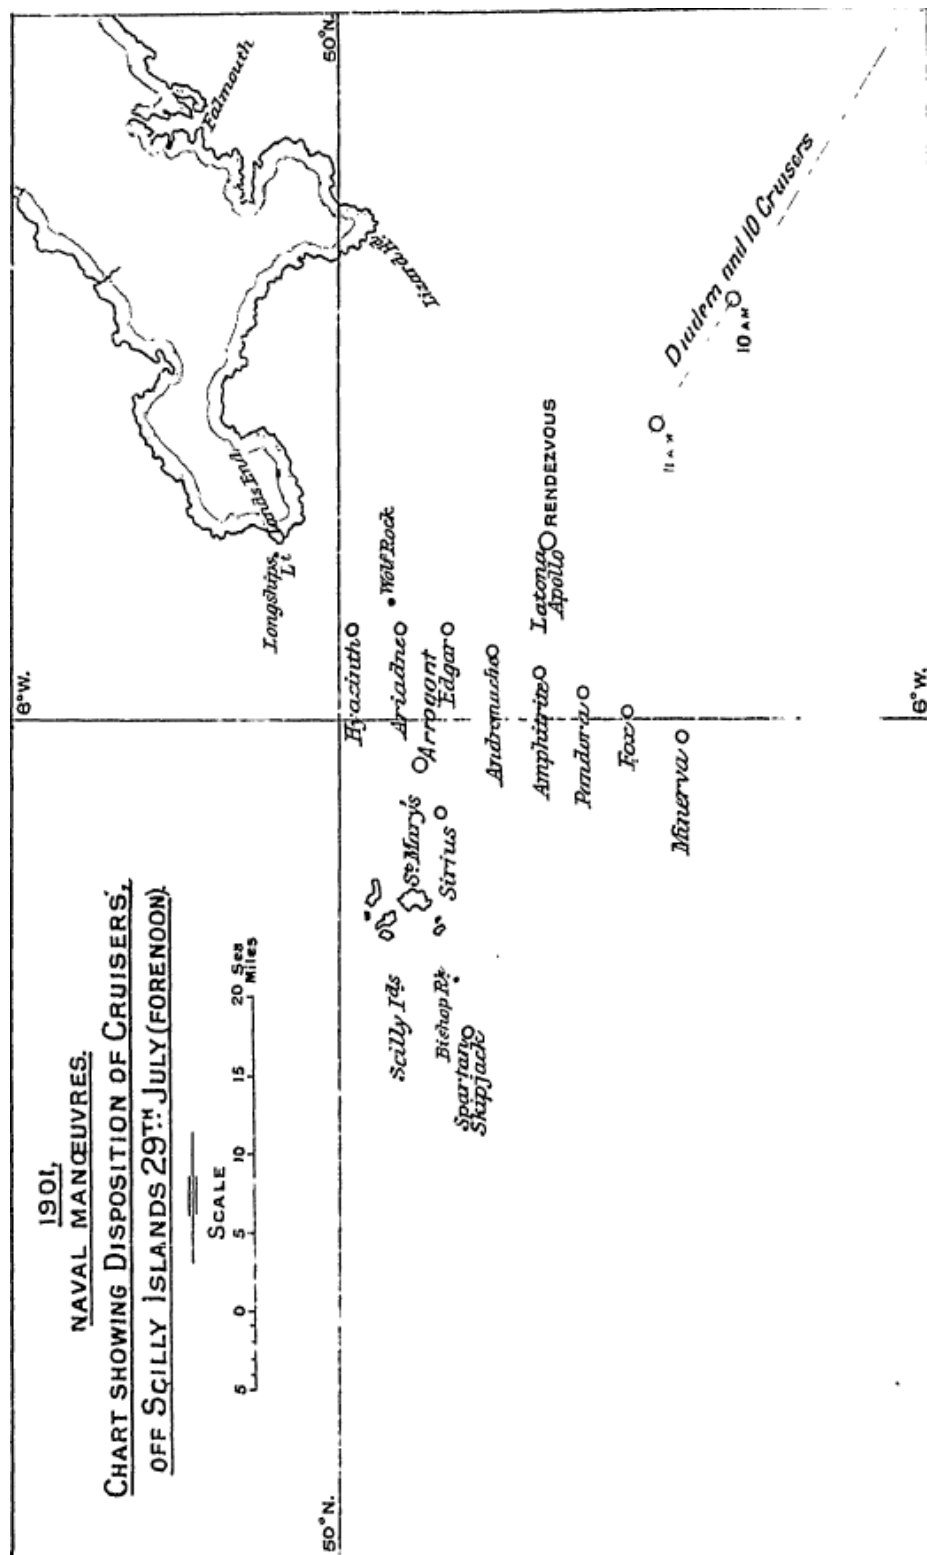 1901.
NAVAL MANŒUVRES.
CHART SHOWING DISPOSITION OF CRUISERS,
OFF SCILLY ISLANDS 29TH JULY (FORENOON).
SCALE
5 0 5 10 15 20 Sea
Miles
6°W.
50°N.
50°N.
6°W.
Falmouth
Lizard Hd.
Lands End
Longships
Lt.
Wolf Rock
Hyacinth
Ariadne
Arrogant
Edgar
Andromache
Amphitrite
Latona
Apollo
RENDEZVOUS
Pandora
Fox
Minerva
St Mary's
Sirius
Scilly Ids
Bishop Rk.
Spartan
Skipjack
Diadem and 10 Cruisers
10 AM
11 AM